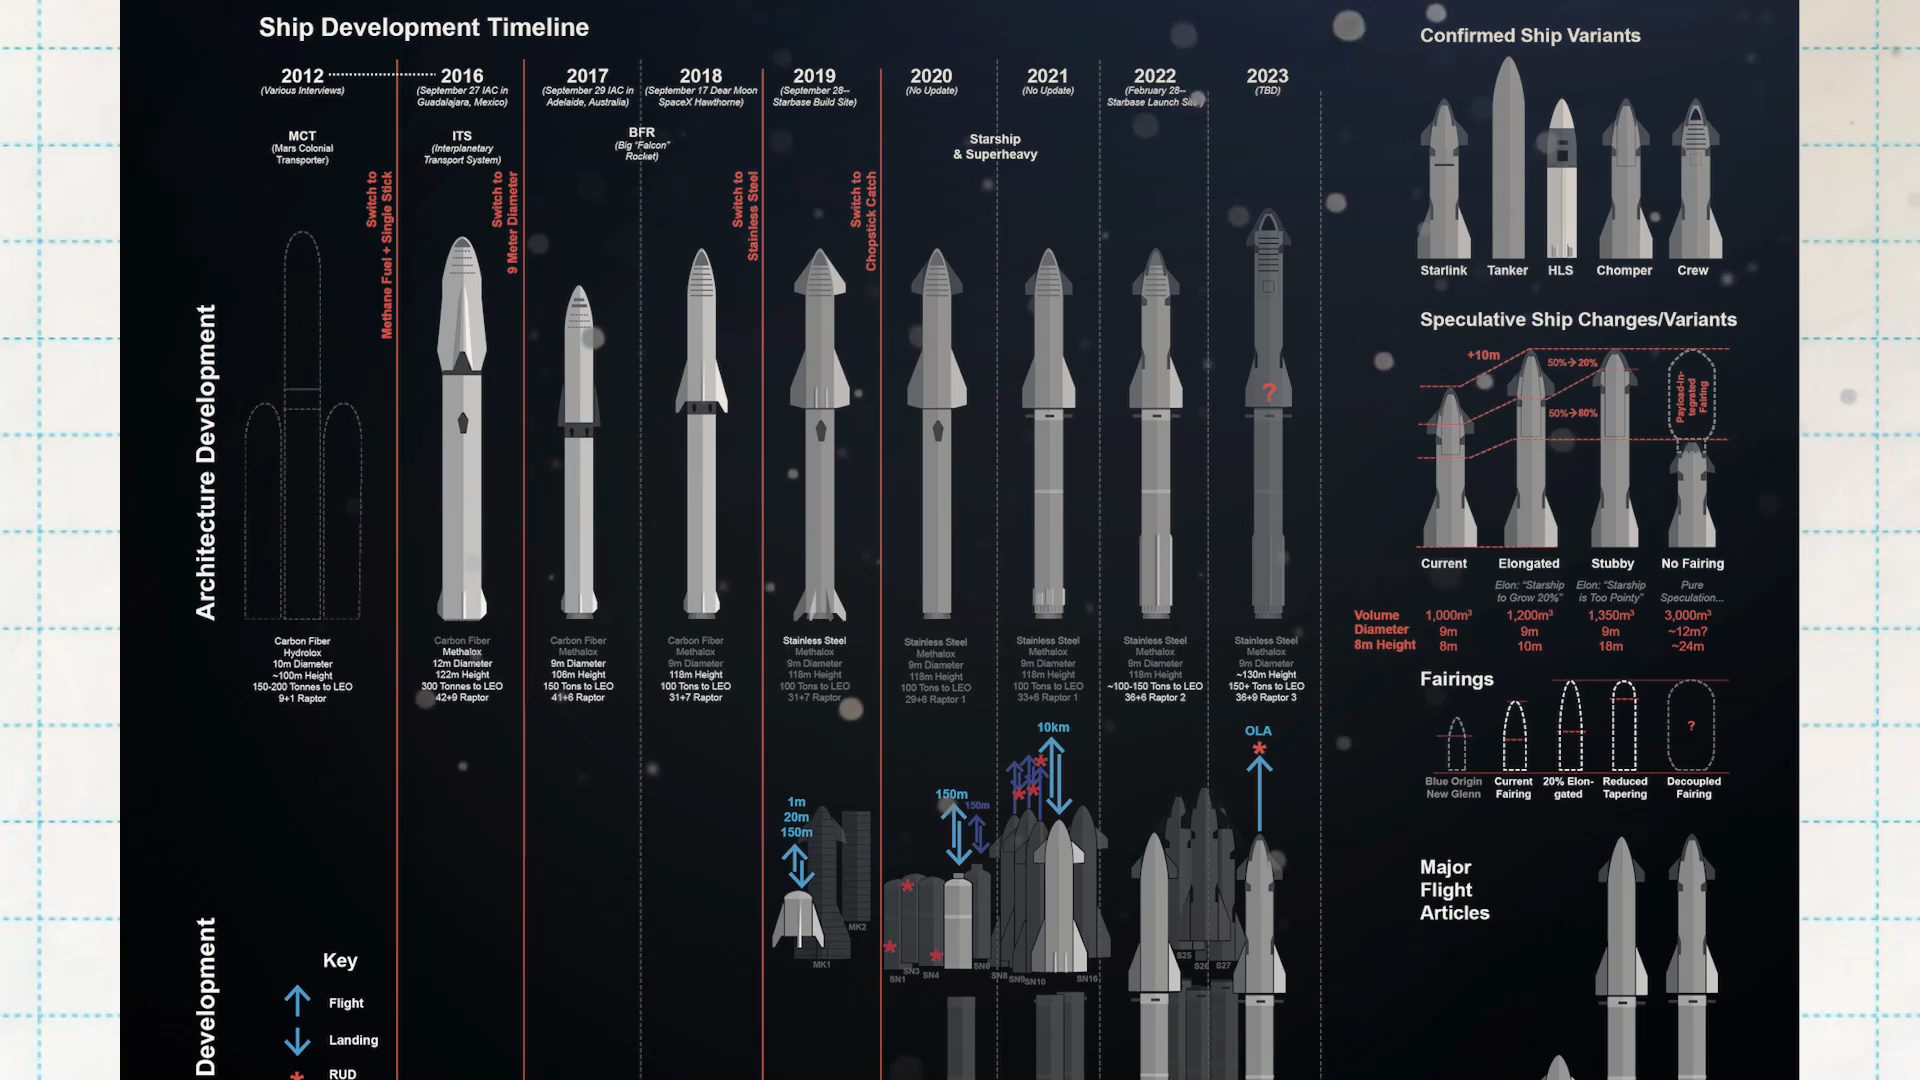 Ship Development Timeline
2012
(Various Interviews)
2016
(September 27 IAC in
Guadalajara, Mexico)
2017
(September 29 IAC in
Adelaide, Australia)
2018
(September 17 Dear Moon
SpaceX Hawthorne)
2019
(September 28--
Starbase Build Site)
2020
(No Update)
2021
(No Update)
2022
(February 28--
Starbase Launch Site)
2023
(TBD)
MCT
(Mars Colonial
Transporter)
ITS
(Interplanetary
Transport System)
BFR
(Big "Falcon"
Rocket)
Starship
& Superheavy
Switch to
Methane Fuel + Single Stick
Switch to
9 Meter Diameter
Switch to
Stainless Steel
Switch to
Chopstick Catch
Architecture Development
?
Carbon Fiber
Hydrolox
10m Diameter
~100m Height
150-200 Tonnes to LEO
9+1 Raptor
Carbon Fiber
Methalox
12m Diameter
122m Height
300 Tonnes to LEO
42+9 Raptor
Carbon Fiber
Methalox
9m Diameter
106m Height
150 Tons to LEO
41+6 Raptor
Carbon Fiber
Methalox
9m Diameter
118m Height
100 Tons to LEO
31+7 Raptor
Stainless Steel
Methalox
9m Diameter
118m Height
100 Tons to LEO
31+7 Raptor
Stainless Steel
Methalox
9m Diameter
118m Height
100 Tons to LEO
29+6 Raptor 1
Stainless Steel
Methalox
9m Diameter
118m Height
100 Tons to LEO
33+6 Raptor 1
Stainless Steel
Methalox
9m Diameter
118m Height
~100-150 Tons to LEO
36+6 Raptor 2
Stainless Steel
Methalox
9m Diameter
~130m Height
150+ Tons to LEO
36+9 Raptor 3
Development
Key
Flight
Landing
RUD
1m
20m
150m
MK1
MK2
150m
150m
SN1
SN3
SN4
SN6
10km
SN8
SN9
SN10
SN16
S25
S26
S27
OLA
Confirmed Ship Variants
Starlink
Tanker
HLS
Chomper
Crew
Speculative Ship Changes/Variants
+10m
50%→20%
50%→80%
Payload-In-
tegrated
Fairing
Current
Elongated
Stubby
No Fairing
Elon: "Starship
to Grow 20%"
Elon: "Starship
is Too Pointy"
Pure
Speculation...
Volume 1,000m³ 1,200m³ 1,350m³ 3,000m³
Diameter 9m 9m 9m ~12m?
8m Height 8m 10m 18m ~24m
Fairings
?
Blue Origin
New Glenn
Current
Fairing
20% Elon-
gated
Reduced
Tapering
Decoupled
Fairing
Major
Flight
Articles